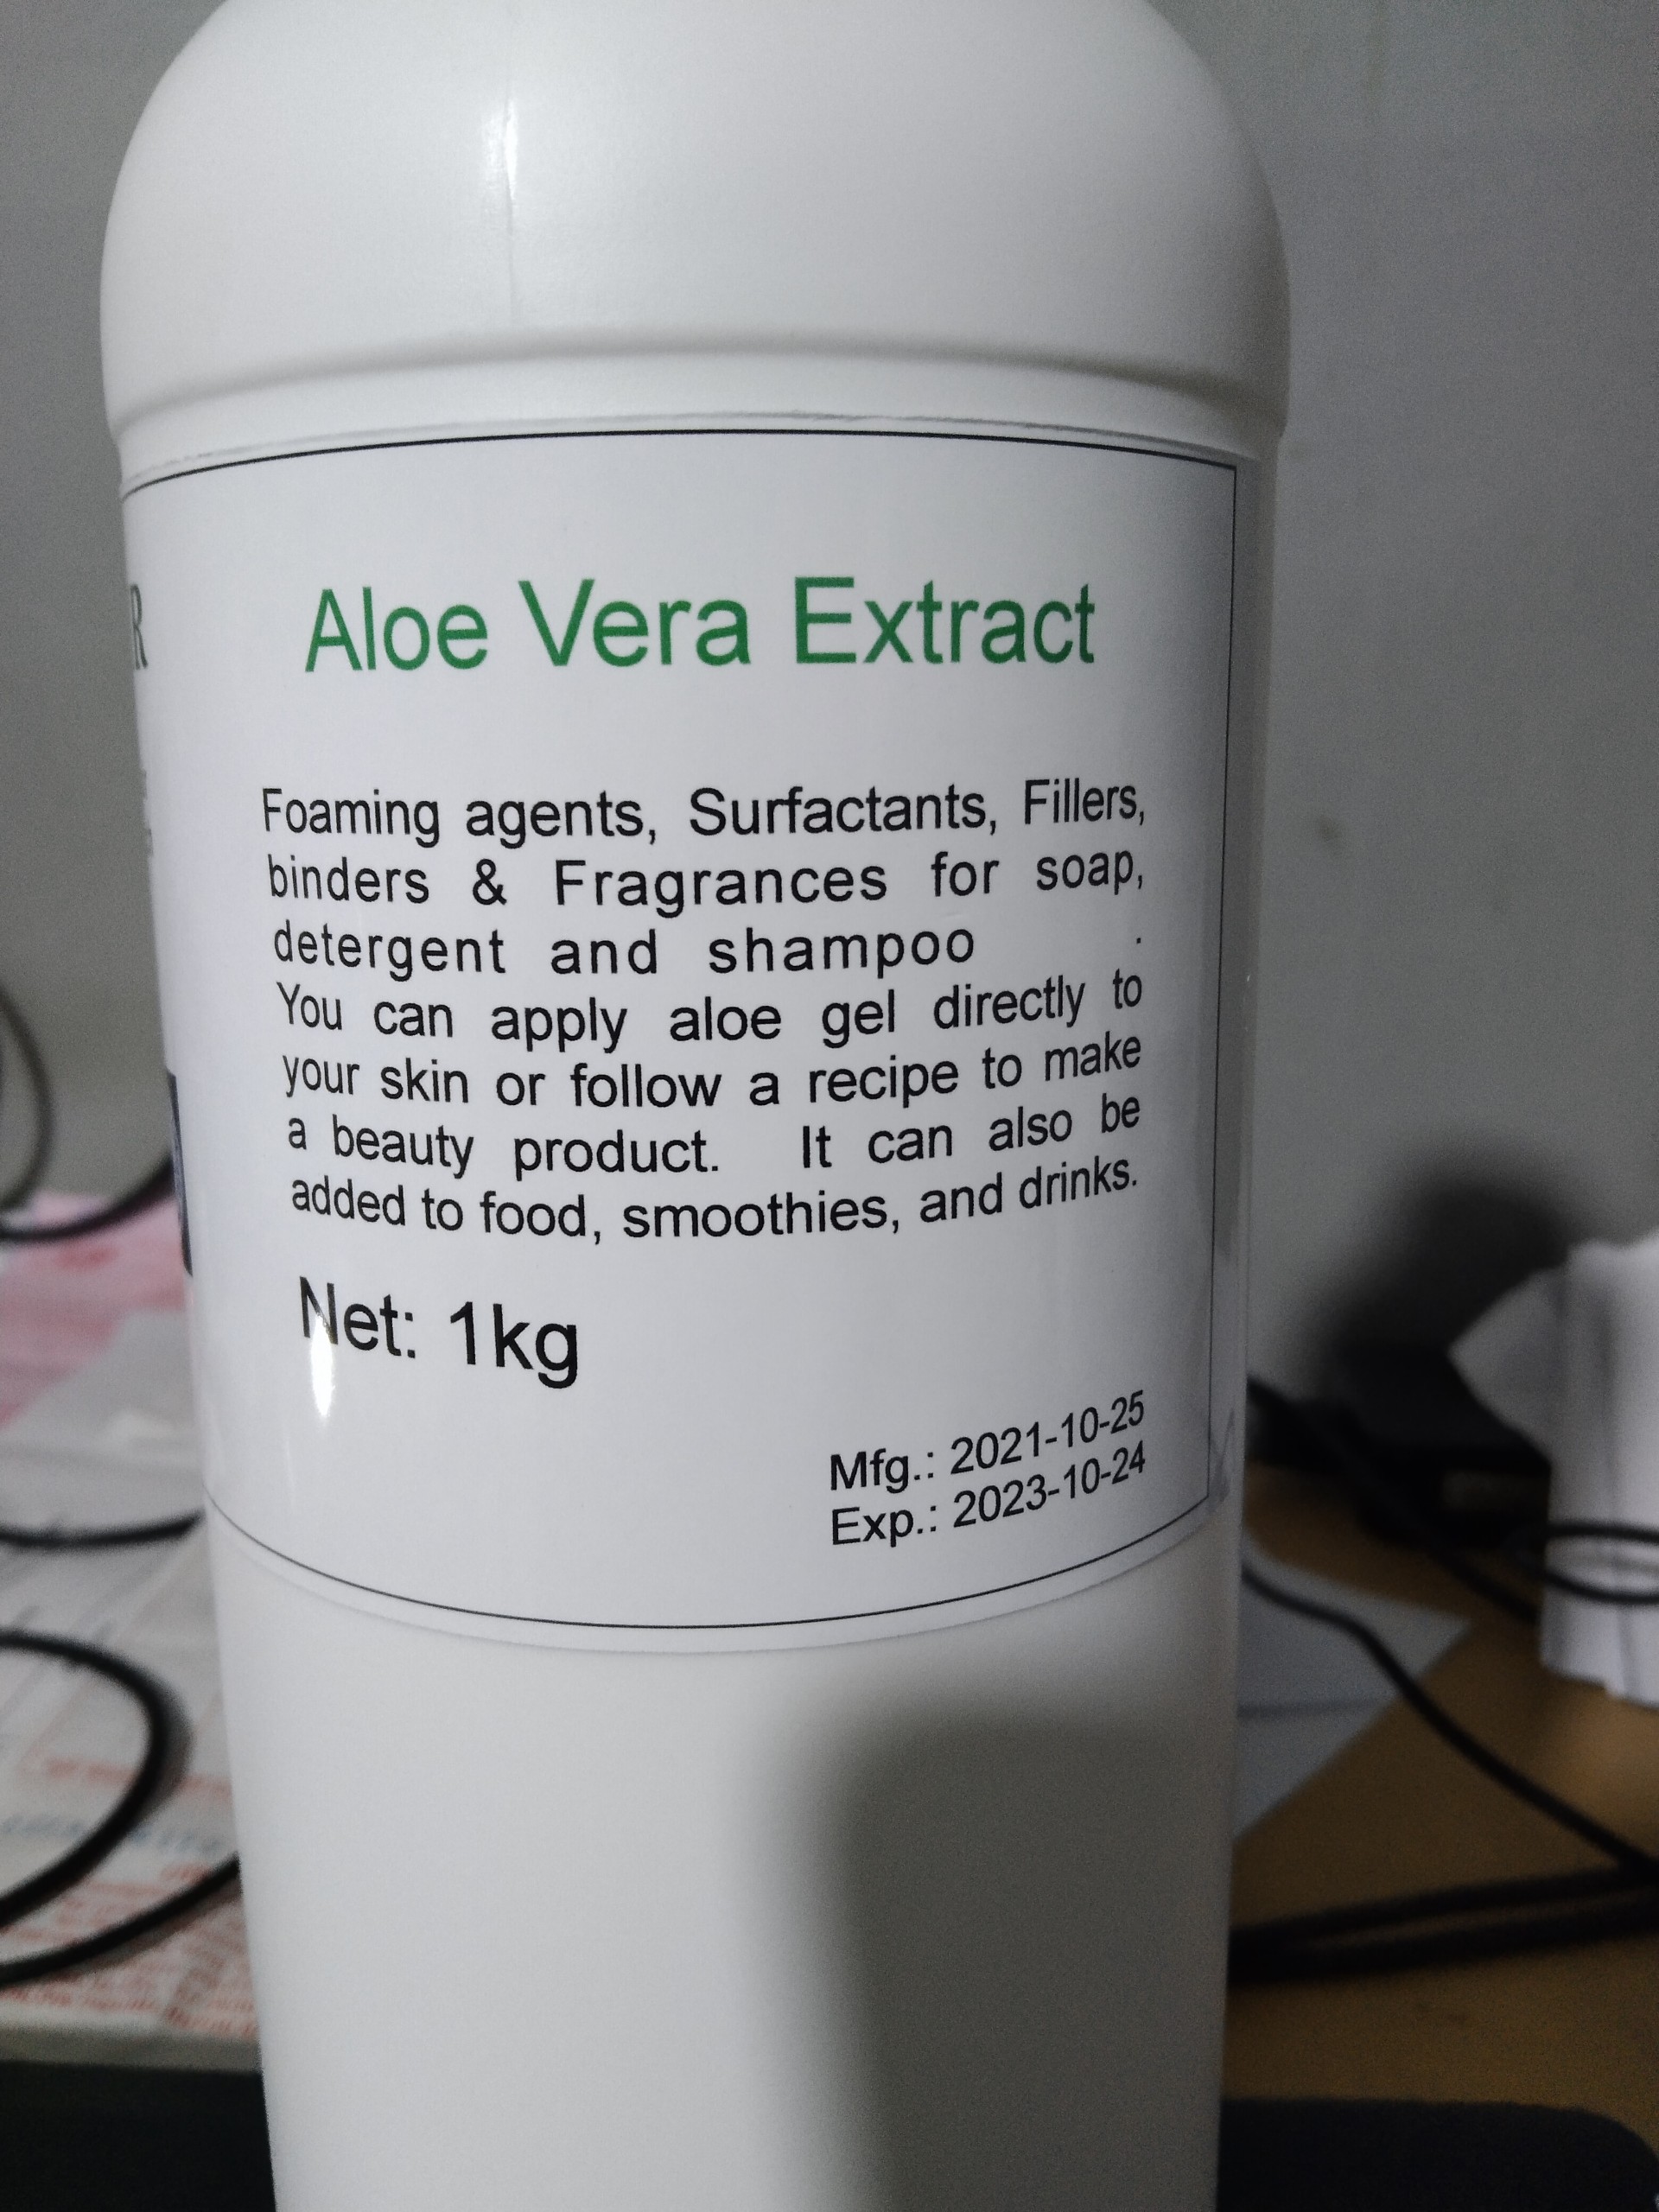 Aloe Vera Extract
Foaming agents, Surfactants, Fillers,
binders & Fragrances for soap,
detergent and shampoo .
You can apply aloe gel directly to
your skin or follow a recipe to make
a beauty product. It can also be
added to food, smoothies, and drinks.
Net: 1kg
Mfg.: 2021-10-25
Exp.: 2023-10-24